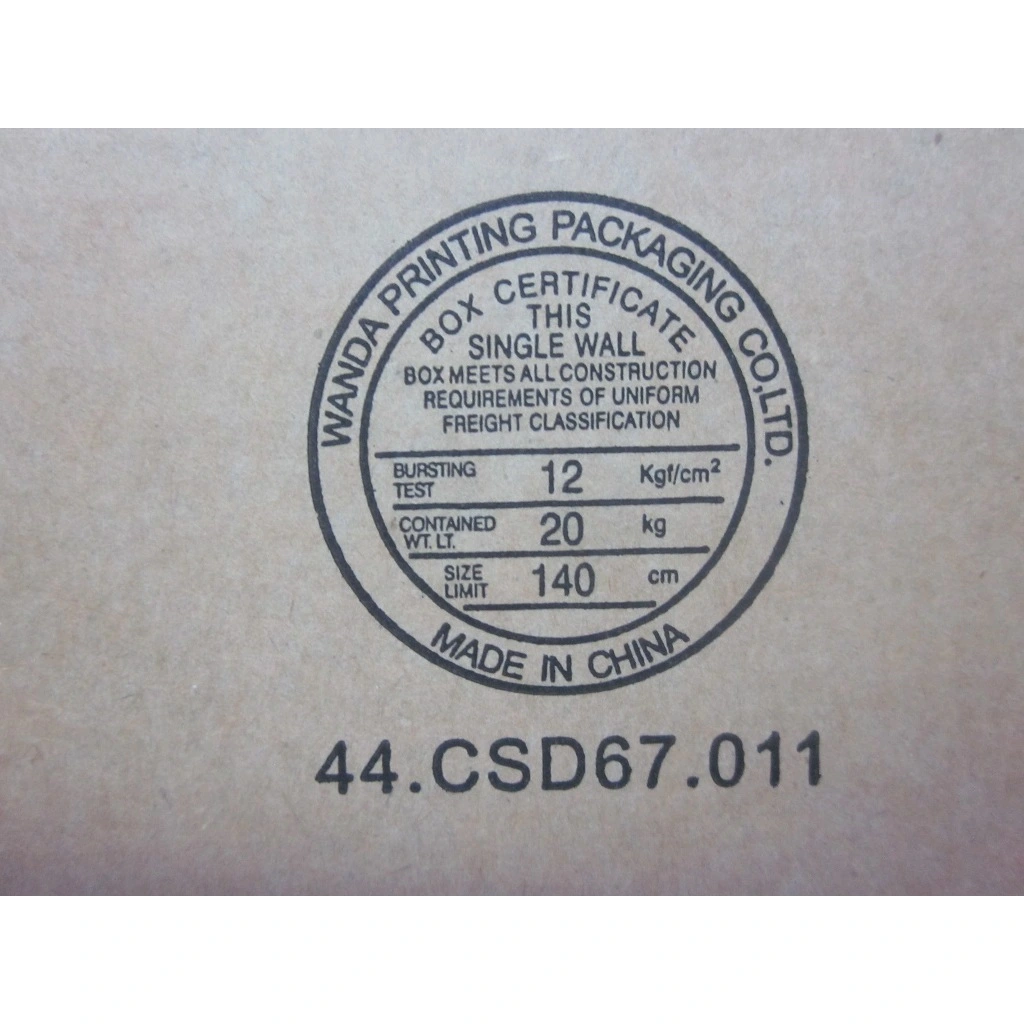 WANDA PRINTING PACKAGING CO,LTD.
BOX CERTIFICATE
THIS
SINGLE WALL
BOX MEETS ALL CONSTRUCTION
REQUIREMENTS OF UNIFORM
FREIGHT CLASSIFICATION
BURSTING TEST 12 Kgf/cm²
CONTAINED WT. LT. 20 kg
SIZE LIMIT 140 cm
MADE IN CHINA
44.CSD67.011